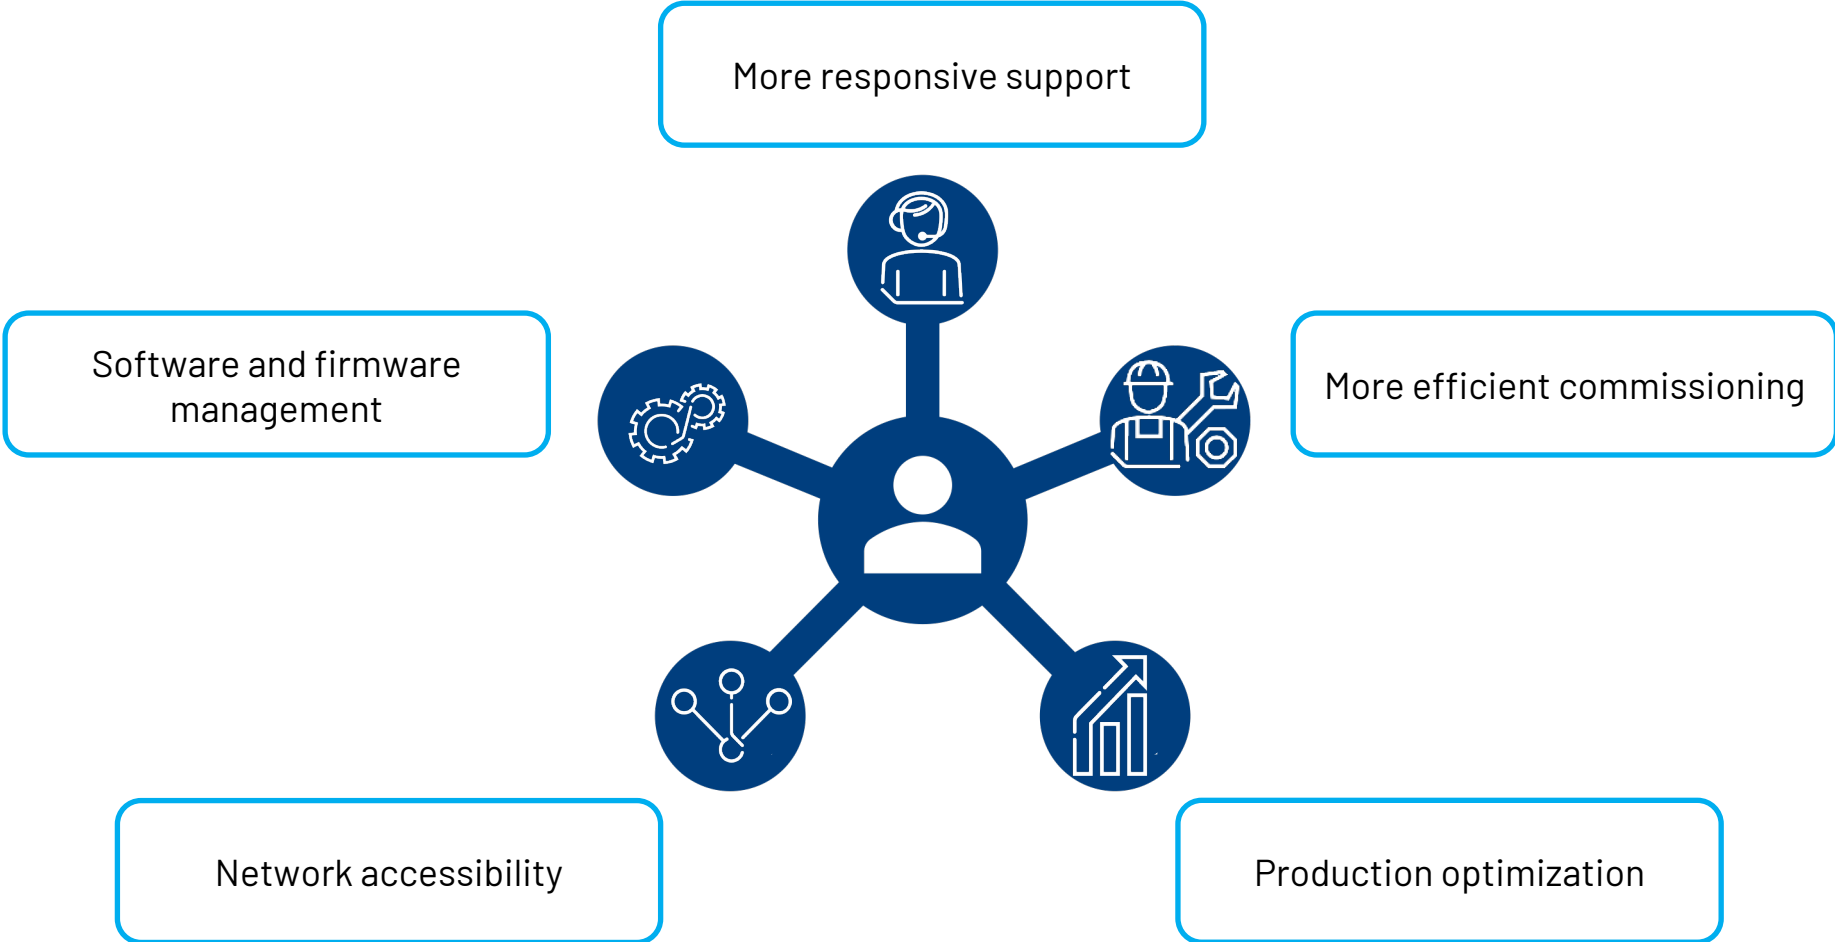 More responsive support
Software and firmware
management
More efficient commissioning
Network accessibility
Production optimization